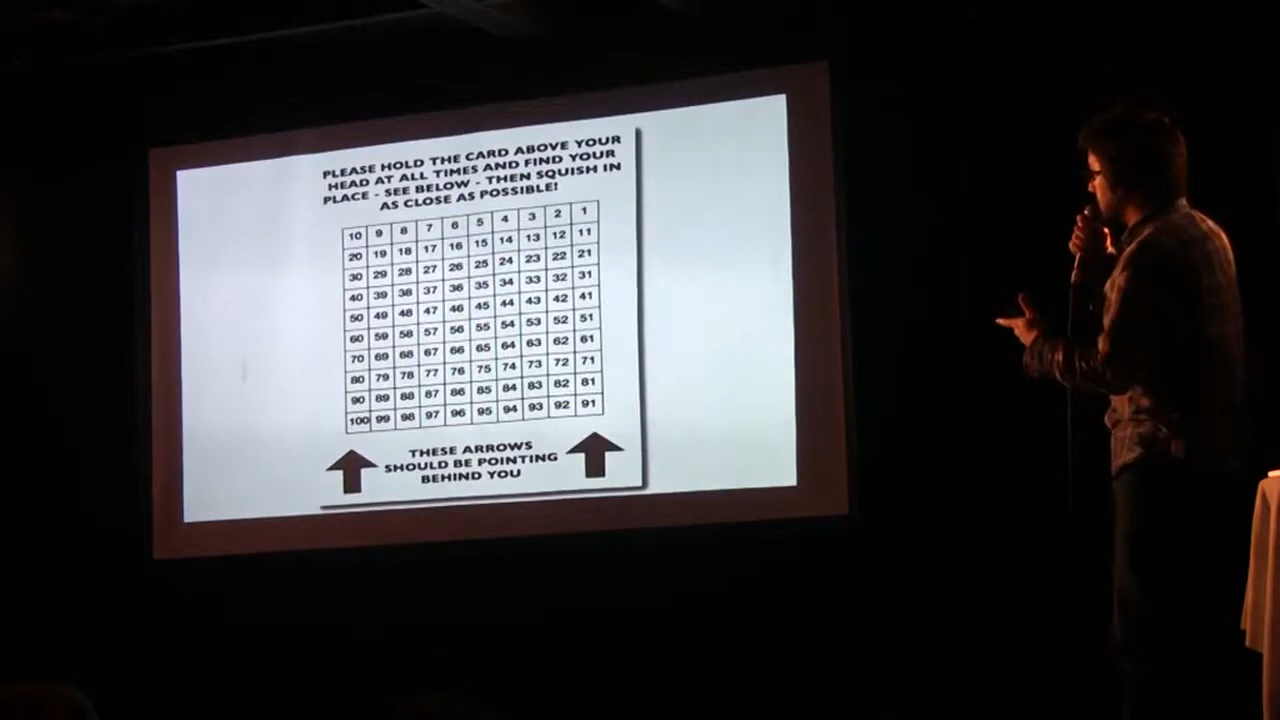 PLEASE HOLD THE CARD ABOVE YOUR
HEAD AT ALL TIMES AND FIND YOUR
PLACE - SEE BELOW - THEN SQUISH IN
AS CLOSE AS POSSIBLE!
10 9 8 7 6 5 4 3 2 1
20 19 18 17 16 15 14 13 12 11
30 29 28 27 26 25 24 23 22 21
40 39 38 37 36 35 34 33 32 31
50 49 48 47 46 45 44 43 42 41
60 59 58 57 56 55 54 53 52 51
70 69 68 67 66 65 64 63 62 61
80 79 78 77 76 75 74 73 72 71
90 89 88 87 86 85 84 83 82 81
100 99 98 97 96 95 94 93 92 91
THESE ARROWS
SHOULD BE POINTING
BEHIND YOU